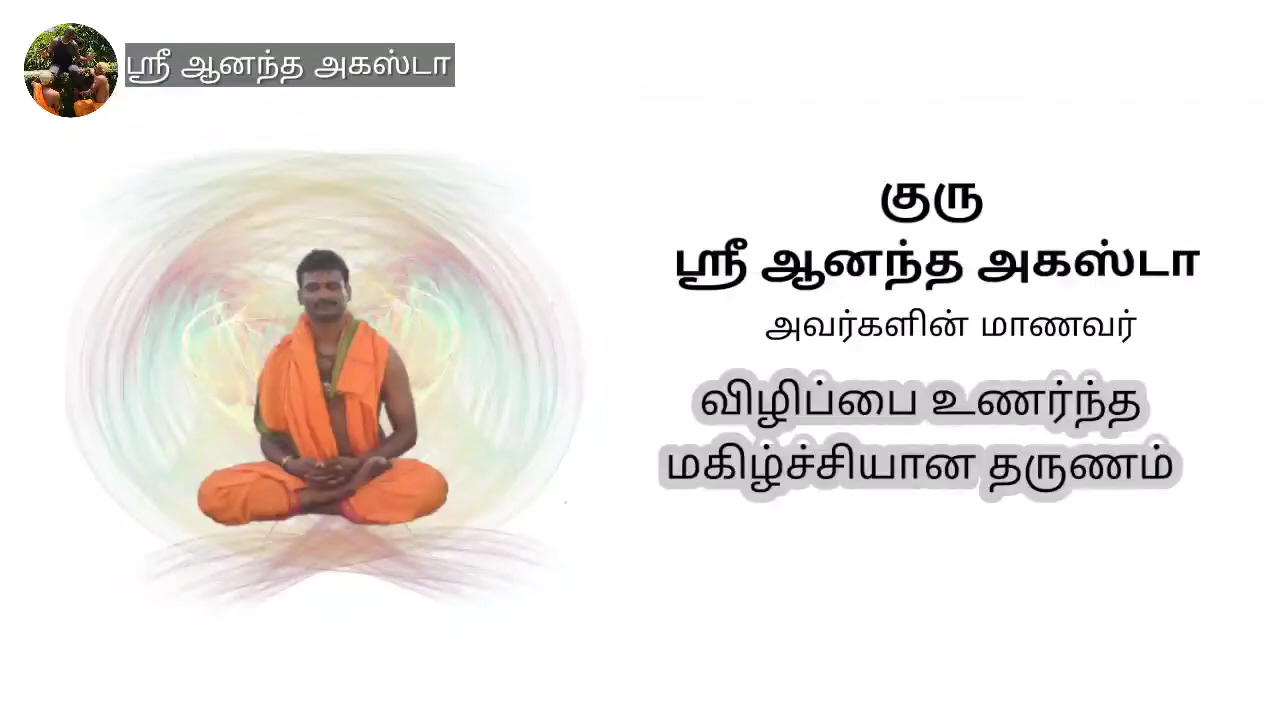 ஸ்ரீ ஆனந்த அகஸ்டா
குரு
ஸ்ரீ ஆனந்த அகஸ்டா
அவர்களின் மாணவர்
விழிப்பை உணர்ந்த
மகிழ்ச்சியான தருணம்